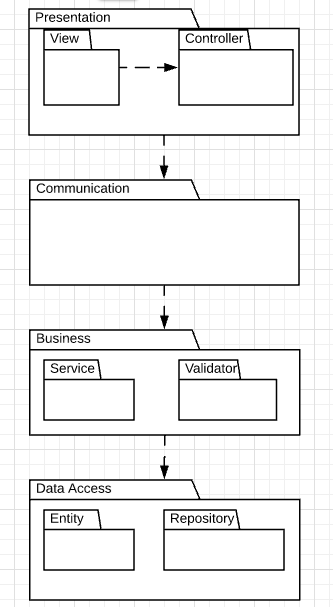 Presentation
View
Controller
Communication
Business
Service
Validator
Data Access
Entity
Repository